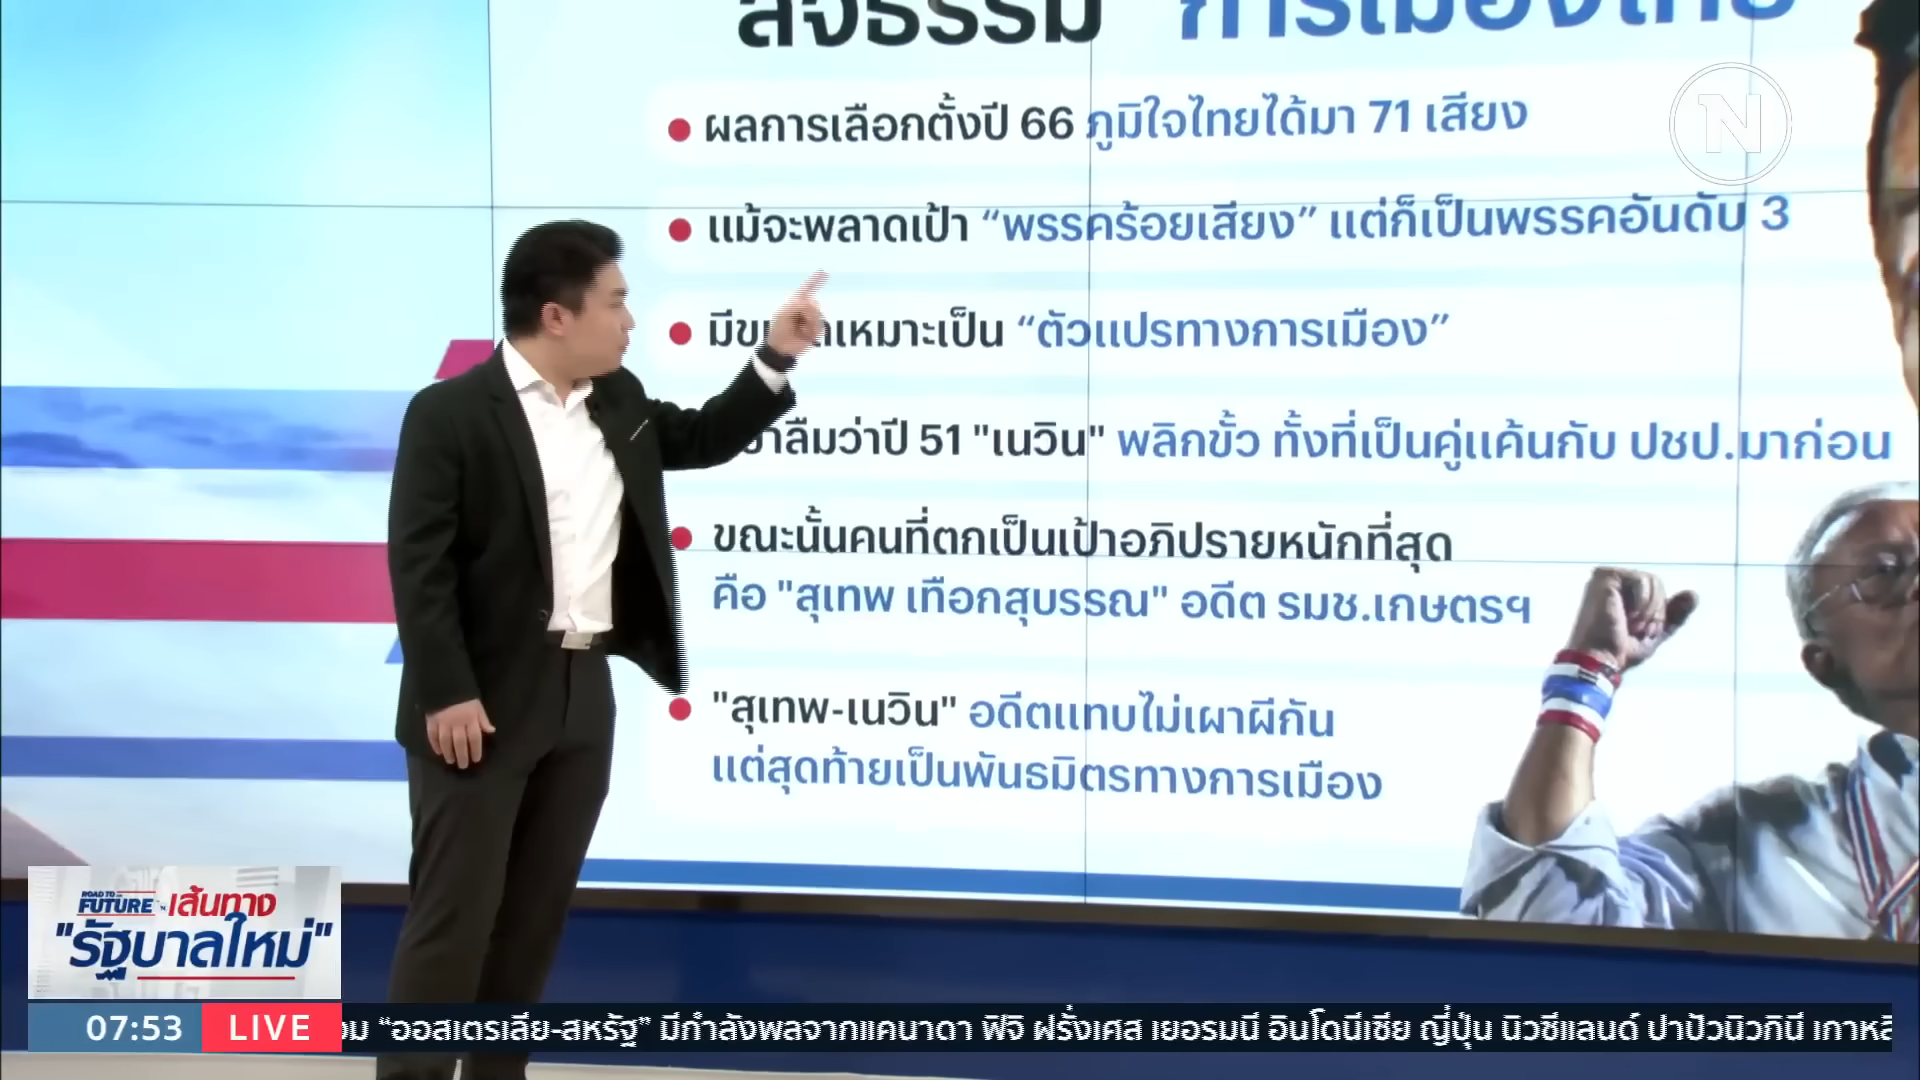 สัจธรรม "การเมืองไทย"
ผลการเลือกตั้งปี 66 ภูมิใจไทยได้มา 71 เสียง
แม้จะพลาดเป้า “พรรคร้อยเสียง” แต่ก็เป็นพรรคอันดับ 3
เหมาะเป็น “ตัวแปรทางการเมือง”
ว่าปี 51 "เนวิน" พลิกขั้ว ทั้งที่เป็นคู่แค้นกับ ปชป.มาก่อน
ขณะนั้นคนที่ตกเป็นเป้าอภิปรายหนักที่สุด
คือ "สุเทพ เทือกสุบรรณ" อดีต รมช.เกษตรฯ
"สุเทพ-เนวิน" อดีตแทบไม่เผาผีกัน
แต่สุดท้ายเป็นพันธมิตรทางการเมือง
N
ROAD TO FUTURE เส้นทาง
"รัฐบาลใหม่"
07:53 LIVE “ออสเตรเลีย-สหรัฐ” มีกำลังพลจากแคนาดา ฟิจิ ฝรั่งเศส เยอรมนี อินโดนีเซีย ญี่ปุ่น นิวซีแลนด์ ปาปัวนิวกินี